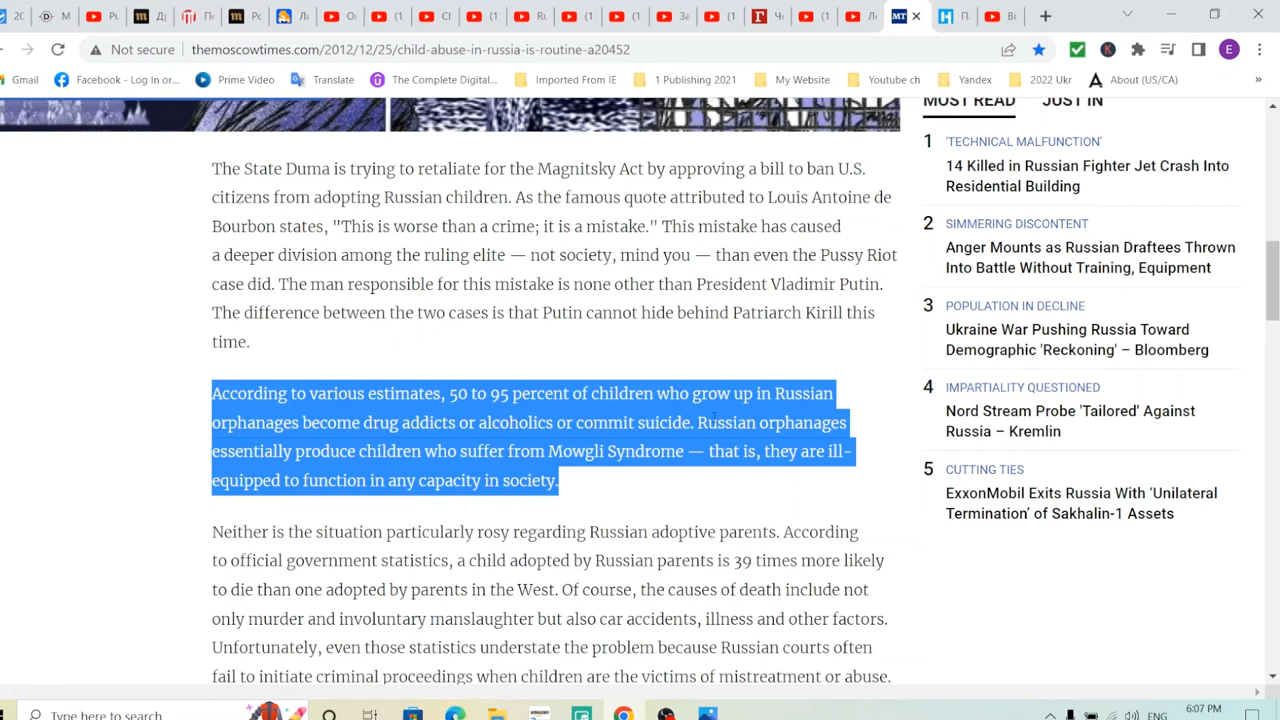 20
Pu
Д
По
Ро
Ли
От
(1
Ch
(1
Ru
(1
За
(1
Ч
(1
Ле
MT
П
Ві
Not secure
themoscowtimes.com/2012/12/25/child-abuse-in-russia-is-routine-a20452
E
Gmail
Facebook - Log In or...
Prime Video
Translate
The Complete Digital...
Imported From IE
1 Publishing 2021
My Website
Youtube ch
Yandex
2022 Ukr
About (US/CA)
»
MOST READ JUST IN
The State Duma is trying to retaliate for the Magnitsky Act by approving a bill to ban U.S.
citizens from adopting Russian children. As the famous quote attributed to Louis Antoine de
Bourbon states, "This is worse than a crime; it is a mistake." This mistake has caused
a deeper division among the ruling elite — not society, mind you — than even the Pussy Riot
case did. The man responsible for this mistake is none other than President Vladimir Putin.
The difference between the two cases is that Putin cannot hide behind Patriarch Kirill this
time.
According to various estimates, 50 to 95 percent of children who grow up in Russian
orphanages become drug addicts or alcoholics or commit suicide. Russian orphanages
essentially produce children who suffer from Mowgli Syndrome — that is, they are ill-
equipped to function in any capacity in society.
Neither is the situation particularly rosy regarding Russian adoptive parents. According
to official government statistics, a child adopted by Russian parents is 39 times more likely
to die than one adopted by parents in the West. Of course, the causes of death include not
only murder and involuntary manslaughter but also car accidents, illness and other factors.
Unfortunately, even those statistics understate the problem because Russian courts often
fail to initiate criminal proceedings when children are the victims of mistreatment or abuse.
1
'TECHNICAL MALFUNCTION'
14 Killed in Russian Fighter Jet Crash Into
Residential Building
2
SIMMERING DISCONTENT
Anger Mounts as Russian Draftees Thrown
Into Battle Without Training, Equipment
3
POPULATION IN DECLINE
Ukraine War Pushing Russia Toward
Demographic 'Reckoning' – Bloomberg
4
IMPARTIALITY QUESTIONED
Nord Stream Probe 'Tailored' Against
Russia – Kremlin
5
CUTTING TIES
ExxonMobil Exits Russia With ‘Unilateral
Termination’ of Sakhalin-1 Assets
Type here to search
ENG
6:07 PM